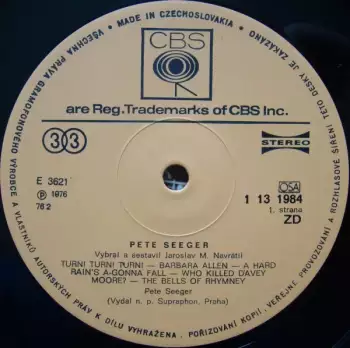 MADE IN CZECHOSLOVAKIA
VŠECHNA PRÁVA GRAMOFONOVÉHO VÝROBCE A VLASTNÍKŮ AUTORSKÝCH PRÁV K DÍLU VYHRAŽENA. POŘIZOVÁNÍ KOPIÍ, VEŘEJNÉ PROVOZOVÁNÍ A ROZHLASOVÉ ŠÍŘENÍ TÉTO DESKY JE ZAKÁZÁNO
CBS
are Reg. Trademarks of CBS Inc.
33
STEREO
E 3621
℗ 1976
76 2
OSA
1 13 1984
1. strana
ZD
PETE SEEGER
Vybral a sestavil Jaroslav M. Navrátil
TURN! TURN! TURN! — BARBARA ALLEN — A HARD
RAIN'S A-GONNA FALL — WHO KILLED DAVEY
MOORE? — THE BELLS OF RHYMNEY
Pete Seeger
(Vydal n. p. Supraphon, Praha)